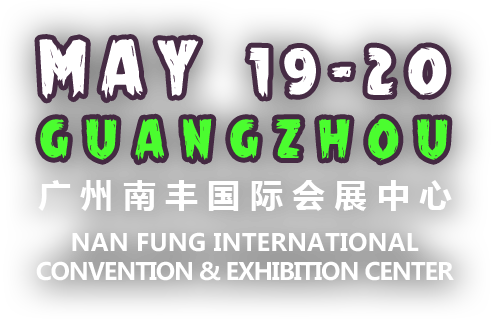 MAY 19-20
GUANGZHOU
广州南丰国际会展中心
NAN FUNG INTERNATIONAL
CONVENTION & EXHIBITION CENTER